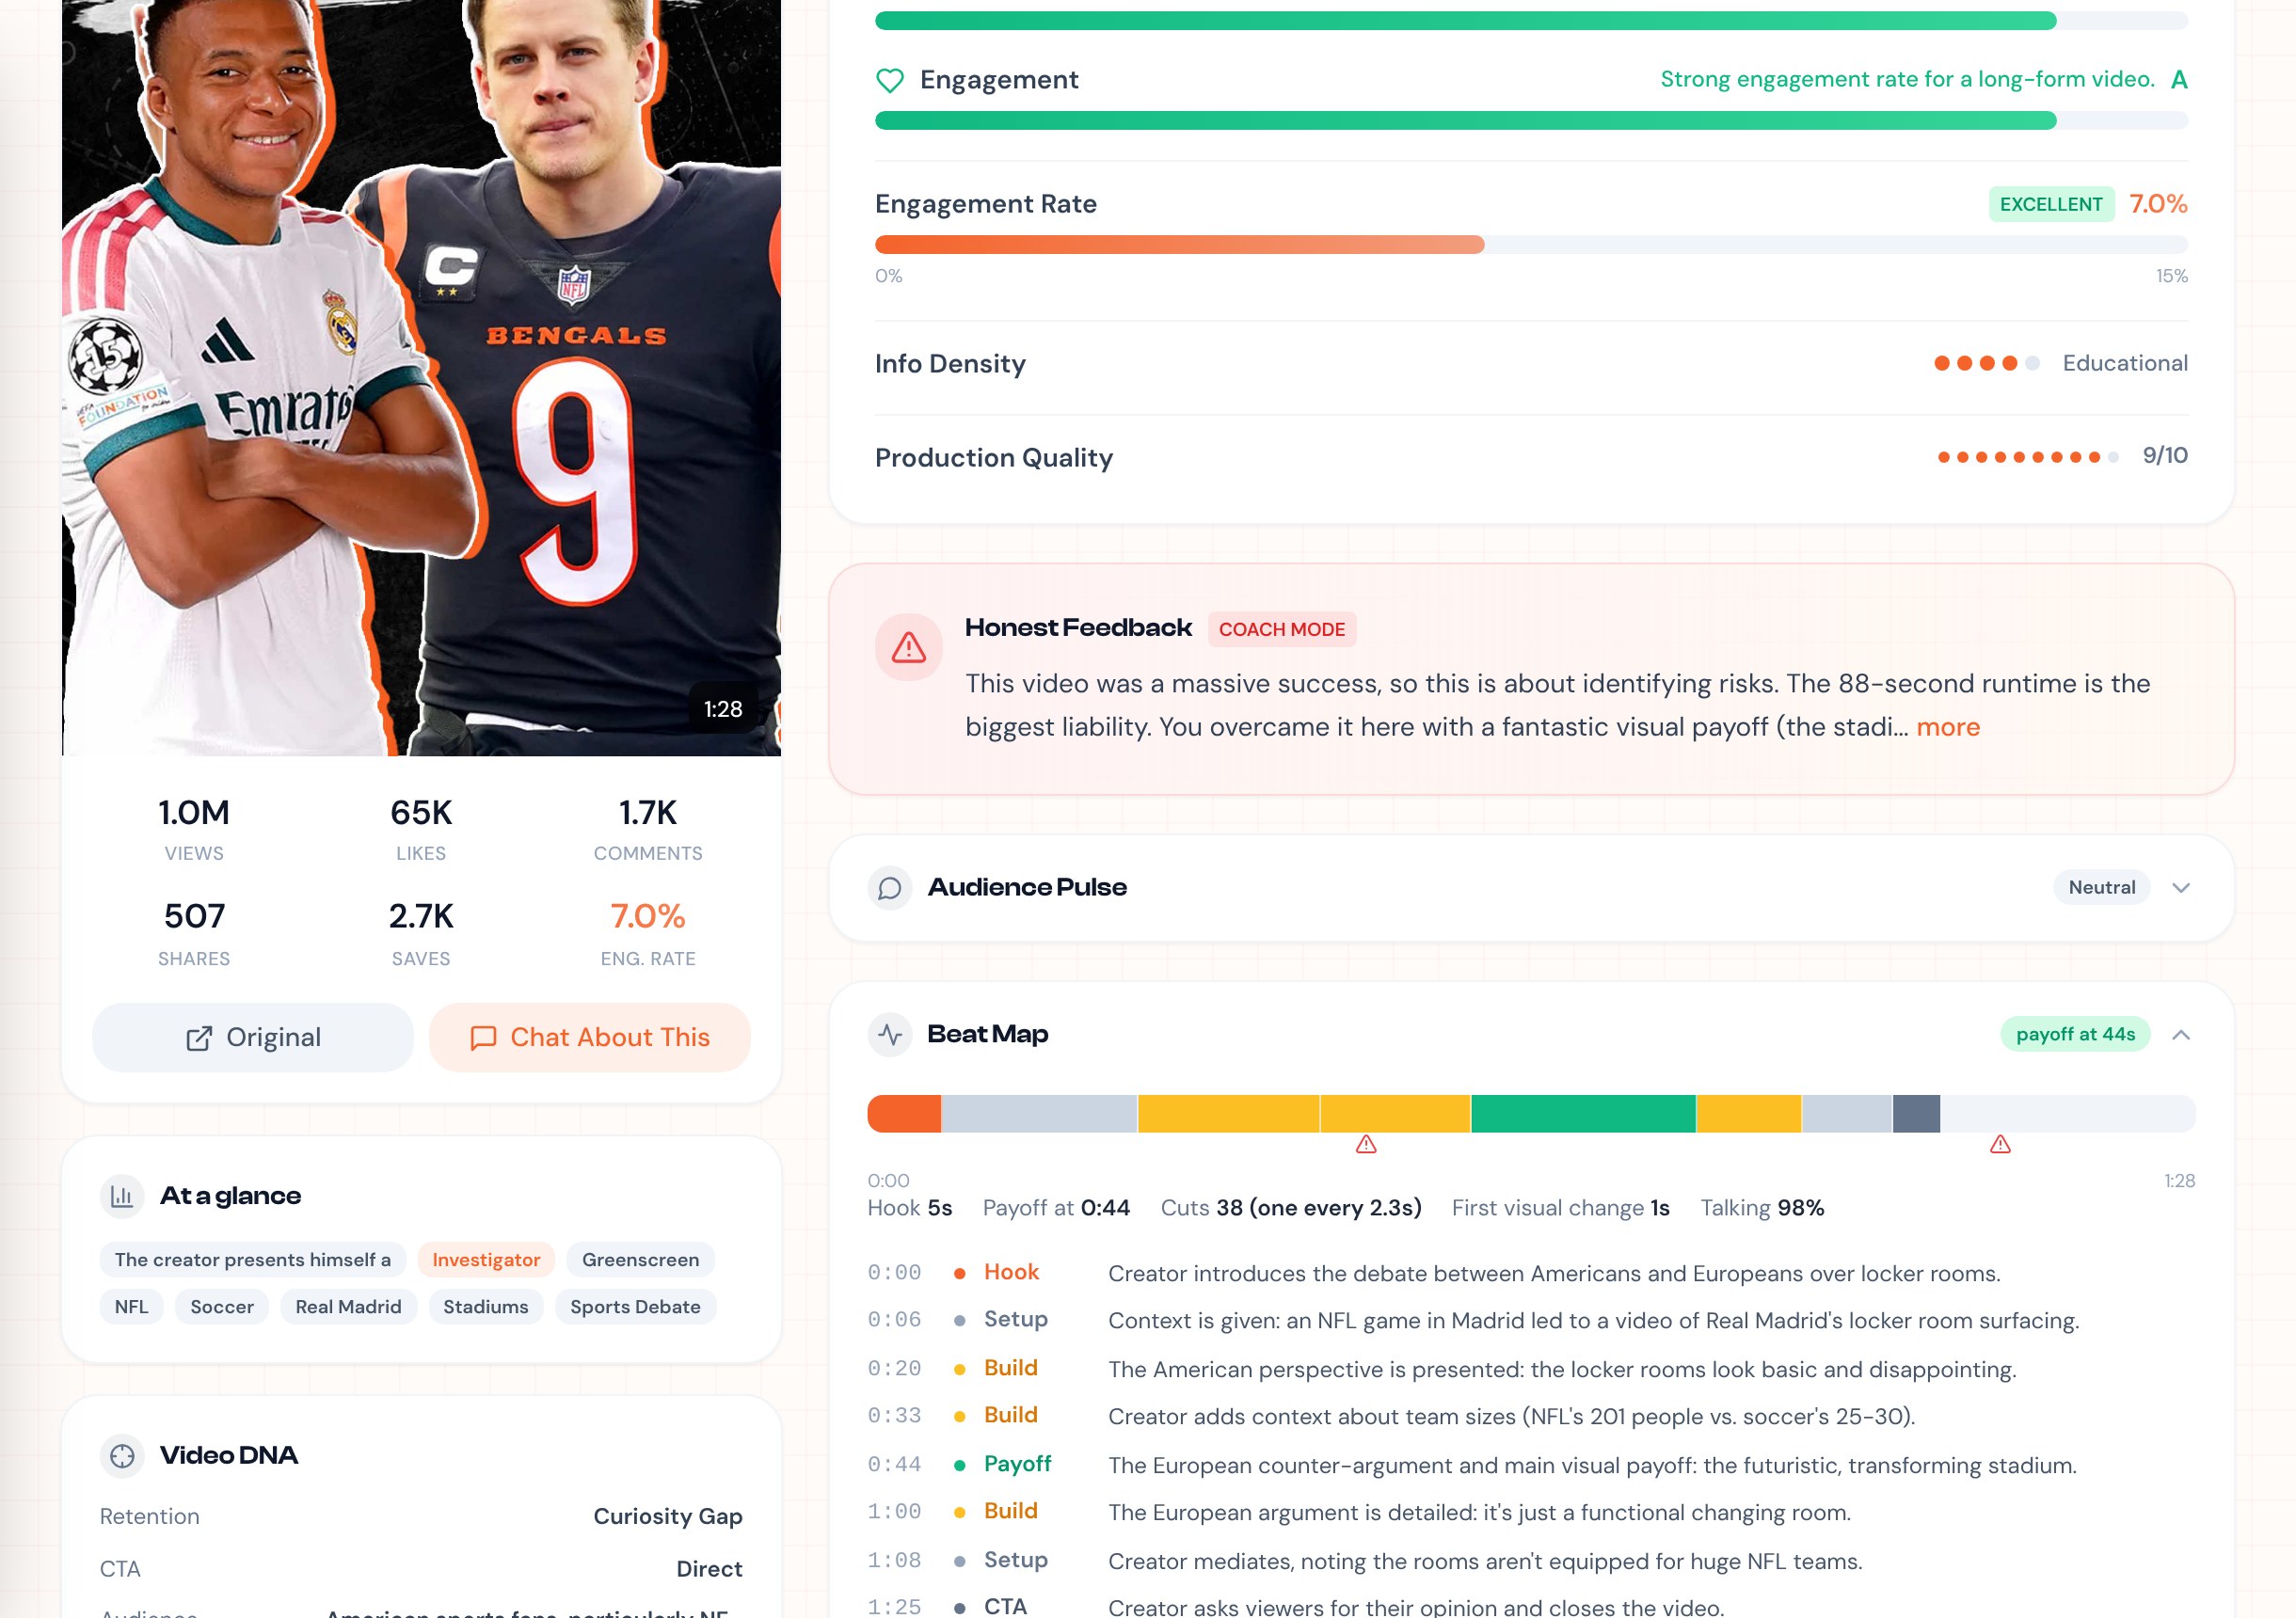 BENGALS
9
C
NFL
15
UEFA
FOUNDATION
Emirate
1:28
1.0M
VIEWS
65K
LIKES
1.7K
COMMENTS
507
SHARES
2.7K
SAVES
7.0%
ENG. RATE
Original
Chat About This
At a glance
The creator presents himself a
Investigator
Greenscreen
NFL
Soccer
Real Madrid
Stadiums
Sports Debate
Video DNA
Retention
Curiosity Gap
CTA
Direct
Audience
American sports fans, particularly NF
Engagement
Strong engagement rate for a long-form video. A
Engagement Rate
EXCELLENT 7.0%
0%
15%
Info Density
Educational
Production Quality
9/10
Honest Feedback COACH MODE
This video was a massive success, so this is about identifying risks. The 88-second runtime is the
biggest liability. You overcame it here with a fantastic visual payoff (the stadi... more
Audience Pulse
Neutral
Beat Map
payoff at 44s
0:00
1:28
Hook 5s Payoff at 0:44 Cuts 38 (one every 2.3s) First visual change 1s Talking 98%
0:00 Hook Creator introduces the debate between Americans and Europeans over locker rooms.
0:06 Setup Context is given: an NFL game in Madrid led to a video of Real Madrid's locker room surfacing.
0:20 Build The American perspective is presented: the locker rooms look basic and disappointing.
0:33 Build Creator adds context about team sizes (NFL's 201 people vs. soccer's 25-30).
0:44 Payoff The European counter-argument and main visual payoff: the futuristic, transforming stadium.
1:00 Build The European argument is detailed: it's just a functional changing room.
1:08 Setup Creator mediates, noting the rooms aren't equipped for huge NFL teams.
1:25 CTA Creator asks viewers for their opinion and closes the video.